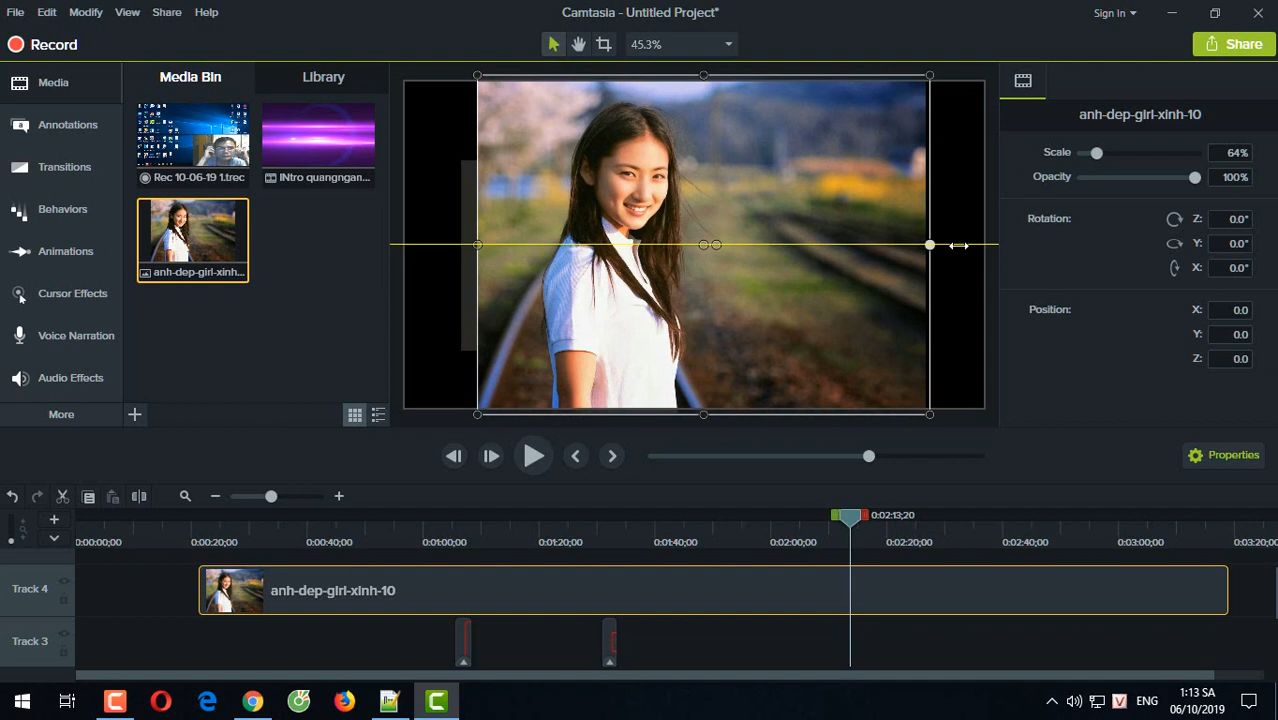 File Edit Modify View Share Help
Camtasia - Untitled Project*
Sign In
Record
45.3%
Share
Media
Annotations
Transitions
Behaviors
Animations
Cursor Effects
Voice Narration
Audio Effects
More
Media Bin
Library
Rec 10-06-19 1.trec
INtro quangngan...
anh-dep-girl-xinh...
anh-dep-girl-xinh-10
Scale 64%
Opacity 100%
Rotation: Z: 0.0°
Y: 0.0°
X: 0.0°
Position: X: 0.0
Y: 0.0
Z: 0.0
Properties
0:02:13;20
0:00:00;00 0:00:20;00 0:00:40;00 0:01:00;00 0:01:20;00 0:01:40;00 0:02:00;00 0:02:20;00 0:02:40;00 0:03:00;00 0:03:20;00
Track 4
anh-dep-girl-xinh-10
Track 3
ENG
1:13 SA
06/10/2019